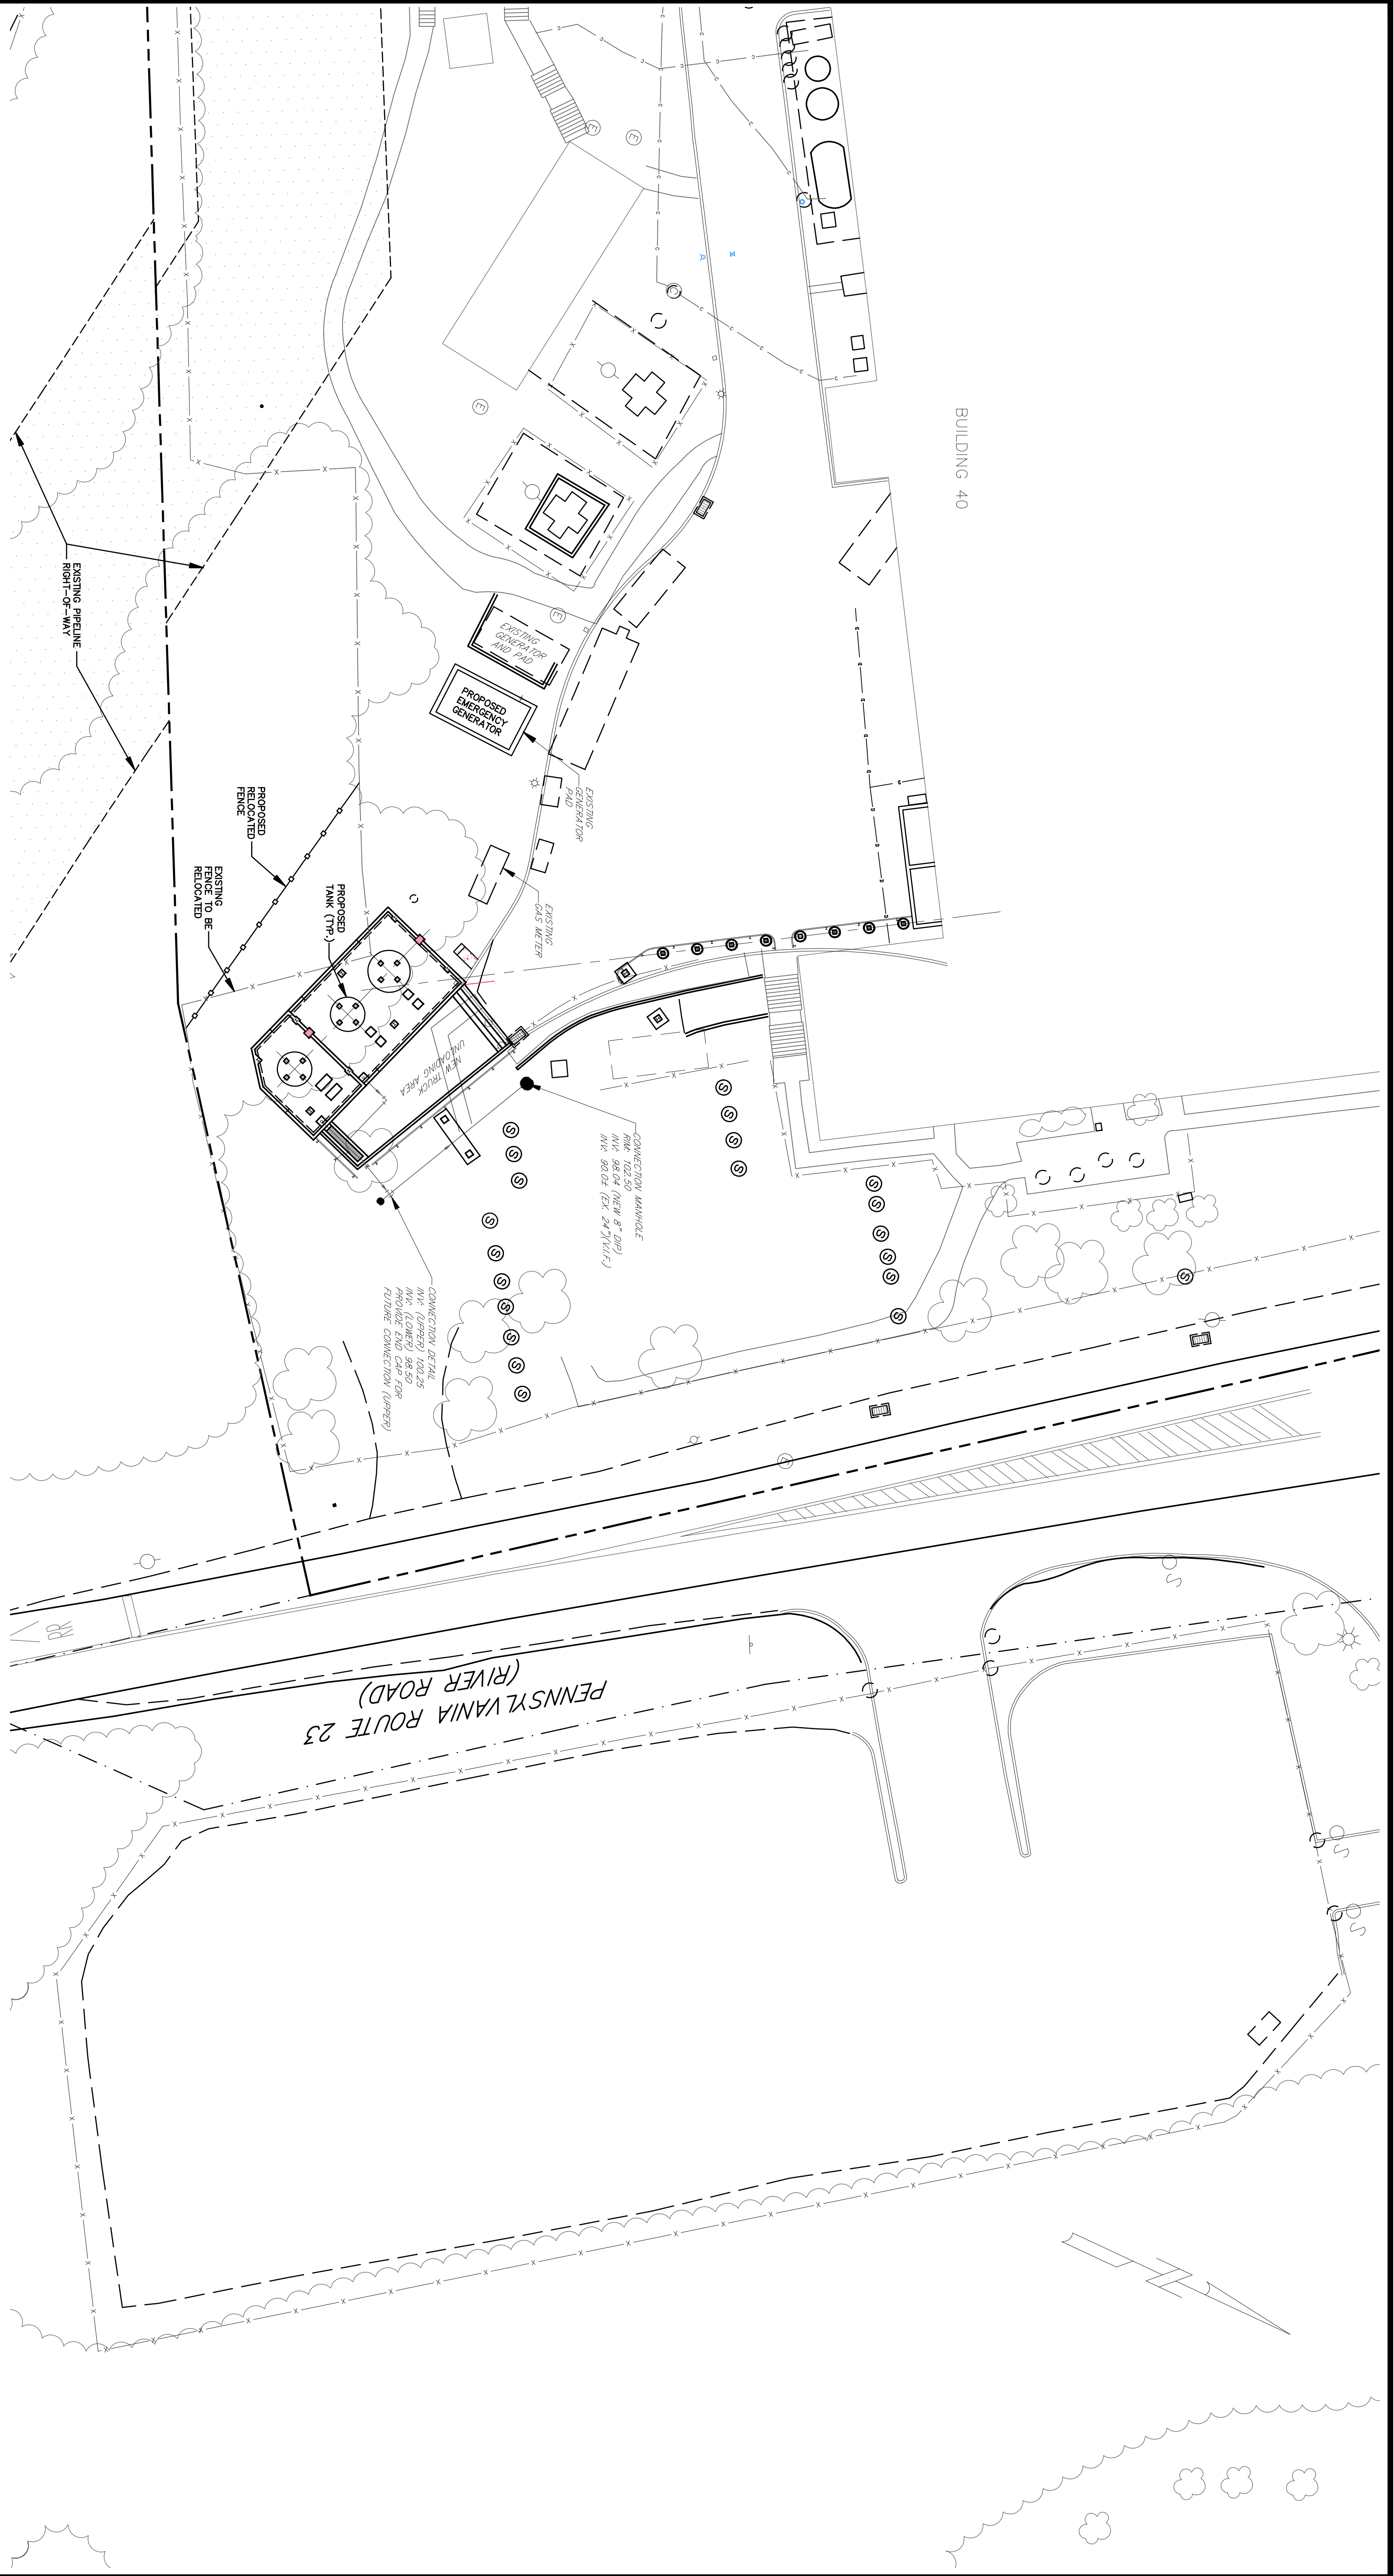 BUILDING 40
EXISTING PIPELINE
RIGHT-OF-WAY
EXISTING
GENERATOR
AND PAD
PROPOSED
EMERGENCY
GENERATOR
EXISTING
GENERATOR
PAD
EXISTING
GAS METER
PROPOSED
RELOCATED
FENCE
EXISTING
FENCE TO BE
RELOCATED
PROPOSED
TANK (TYP.)
NEW TRUCK
UNLOADING AREA
CONNECTION MANHOLE
RIM: 102.50
INV: 98.04 (NEW 8" DIP)
INV: 90.0± (EX. 24")(V.I.F.)
CONNECTION DETAIL
INV: (UPPER) 100.25
INV: (LOWER) 98.50
PROVIDE END CAP FOR
FUTURE CONNECTION (UPPER)
PENNSYLVANIA ROUTE 23
(RIVER ROAD)